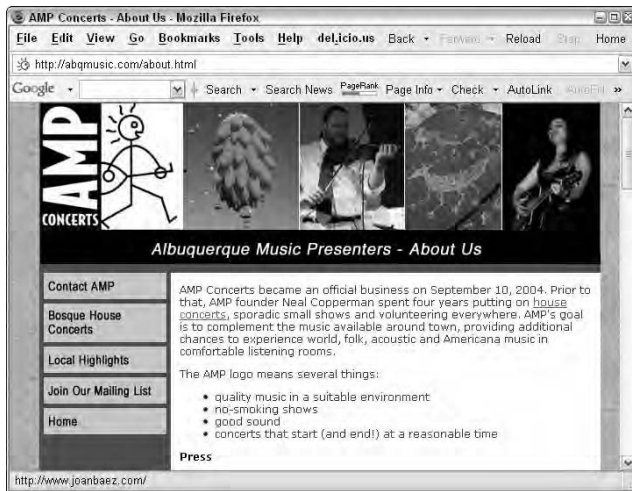 AMP Concerts - About Us - Mozilla Firefox
File Edit View Go Bookmarks Tools Help del.icio.us Back Forward Reload Stop Home
http://abqmusic.com/about.html
Google Search Search News PageRank Page Info Check AutoLink AutoFill »
AMP
CONCERTS
Albuquerque Music Presenters - About Us
Contact AMP
Bosque House
Concerts
Local Highlights
Join Our Mailing List
Home
AMP Concerts became an official business on September 10, 2004. Prior to
that, AMP founder Neal Copperman spent four years putting on house
concerts, sporadic small shows and volunteering everywhere. AMP's goal
is to complement the music available around town, providing additional
chances to experience world, folk, acoustic and Americana music in
comfortable listening rooms.
The AMP logo means several things:
• quality music in a suitable environment
• no-smoking shows
• good sound
• concerts that start (and end!) at a reasonable time
Press
http://www.joanbaez.com/